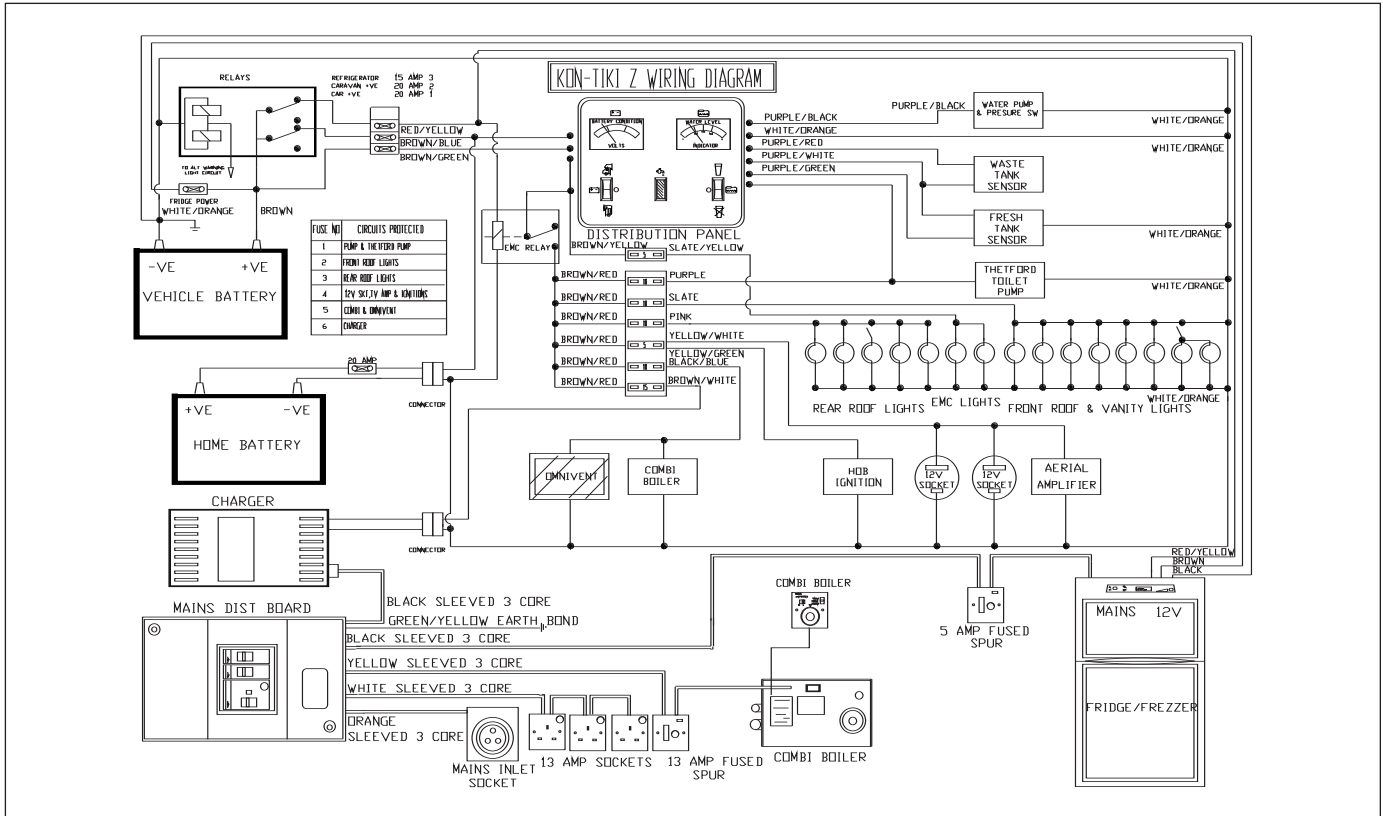 KON-TIKI Z WIRING DIAGRAM
RELAYS
REFRIGERATOR 15 AMP 3
CARAVAN +VE 20 AMP 2
CAR +VE 20 AMP 1
RED/YELLOW
BROWN/BLUE
BROWN/GREEN
TO ALT WARNING
LIGHT CIRCUIT
FRIDGE POWER
WHITE/ORANGE
BROWN
-VE +VE
VEHICLE BATTERY
FUSE NO CIRCUITS PROTECTED
1 PUMP & THETFORD PUMP
2 FRONT ROOF LIGHTS
3 REAR ROOF LIGHTS
4 12V SKT,TV AMP & IGNITIONS
5 COMBI & OMNIVENT
6 CHARGER
BATTERY CONDITION
VOLTS
WATER LEVEL
INDICATOR
DISTRIBUTION PANEL
EMC RELAY
PURPLE/BLACK
WHITE/ORANGE
PURPLE/RED
PURPLE/WHITE
PURPLE/GREEN
PURPLE/BLACK
WATER PUMP
& PRESURE SW
WHITE/ORANGE
WHITE/ORANGE
WASTE
TANK
SENSOR
FRESH
TANK
SENSOR
WHITE/ORANGE
THETFORD
TOILET
PUMP
WHITE/ORANGE
BROWN/YELLOW 5 SLATE/YELLOW
BROWN/RED 10 PURPLE
BROWN/RED 10 SLATE
BROWN/RED 10 PINK
BROWN/RED 5 YELLOW/WHITE
YELLOW/GREEN
BROWN/RED 10 BLACK/BLUE
BROWN/RED 15 BROWN/WHITE
REAR ROOF LIGHTS
EMC LIGHTS
FRONT ROOF & VANITY LIGHTS
WHITE/ORANGE
20 AMP
CONNECTOR
+VE -VE
HOME BATTERY
OMNIVENT
COMBI
BOILER
HOB
IGNITION
12V
SOCKET
12V
SOCKET
AERIAL
AMPLIFIER
CHARGER
CONNECTOR
RED/YELLOW
BROWN
BLACK
MAINS DIST BOARD
BLACK SLEEVED 3 CORE
GREEN/YELLOW EARTH BOND
BLACK SLEEVED 3 CORE
YELLOW SLEEVED 3 CORE
WHITE SLEEVED 3 CORE
ORANGE
SLEEVED 3 CORE
MAINS INLET
SOCKET
13 AMP SOCKETS
13 AMP FUSED
SPUR
COMBI BOILER
COMBI BOILER
5 AMP FUSED
SPUR
MAINS 12V
FRIDGE/FREZZER